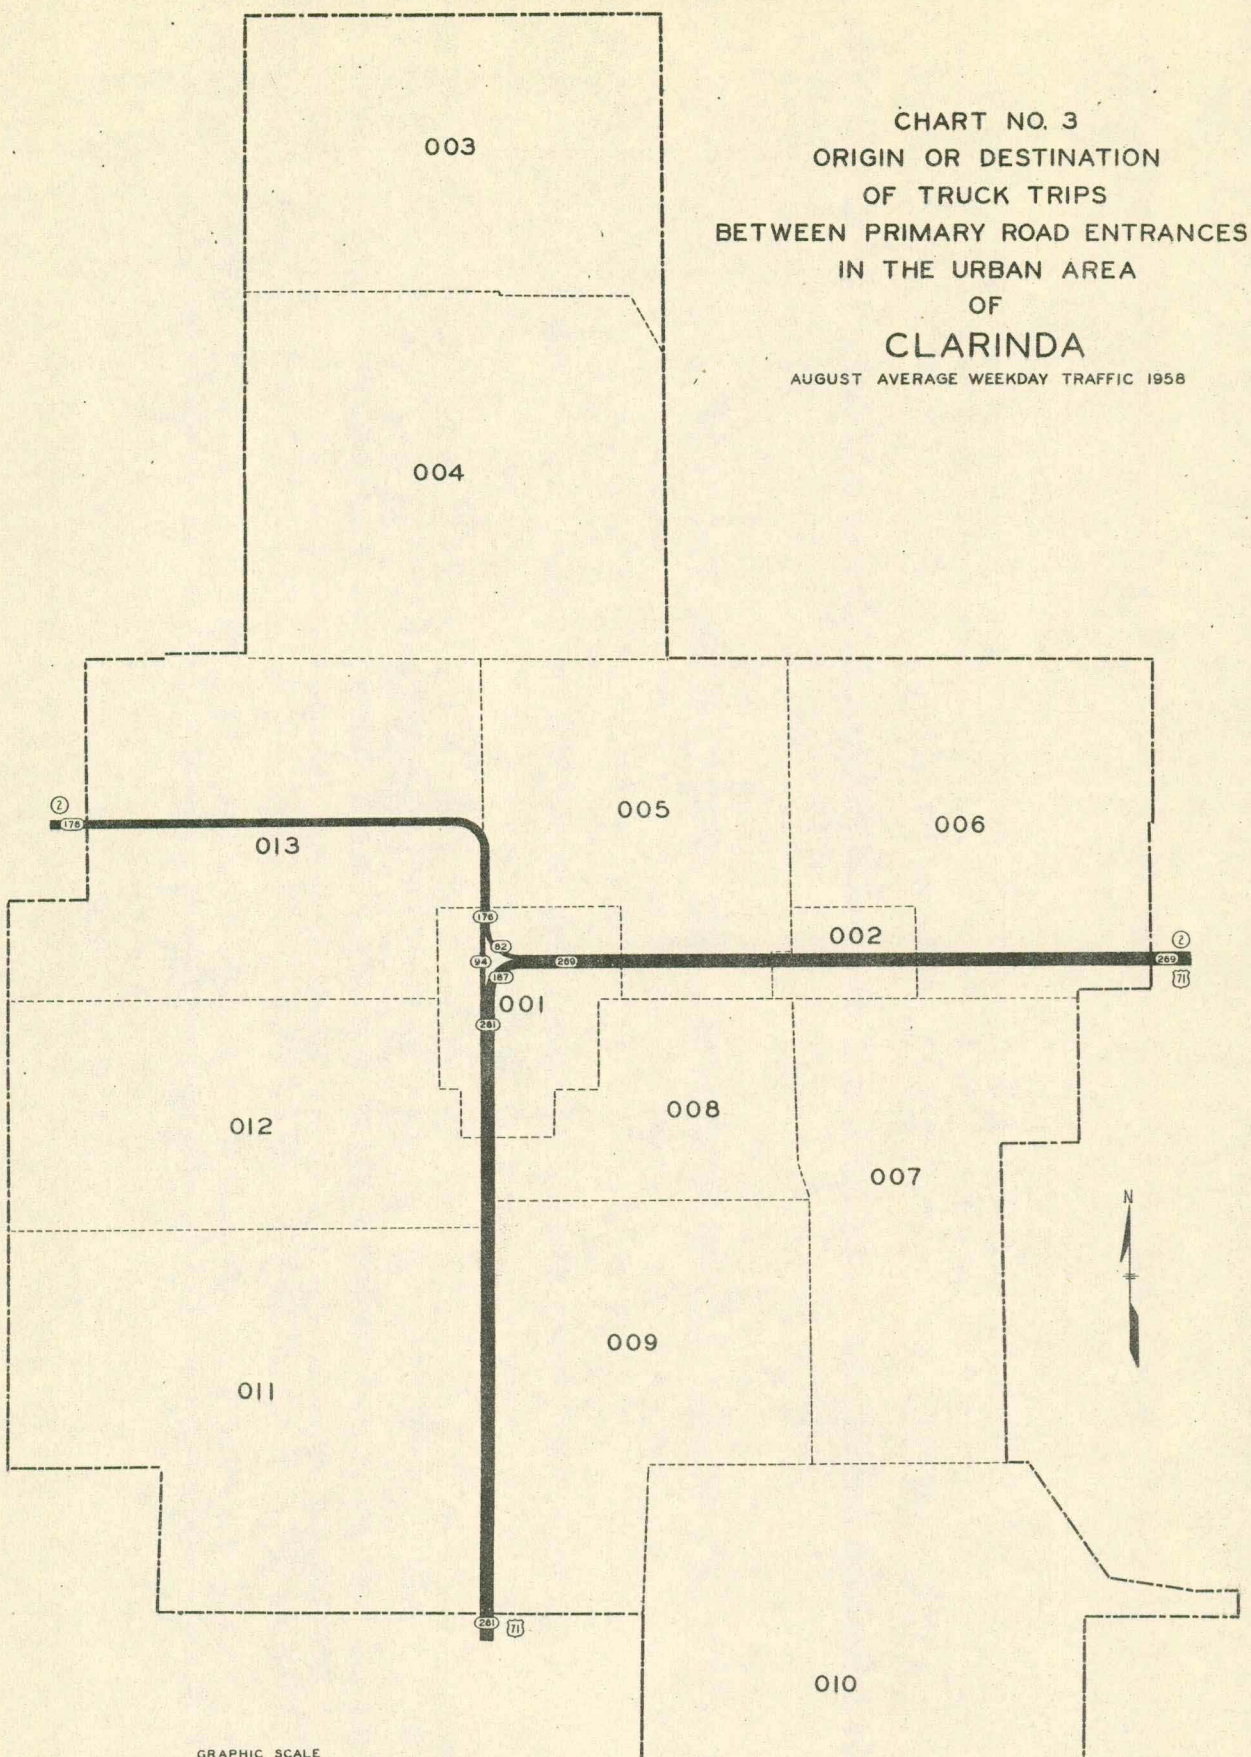 CHART NO. 3
ORIGIN OR DESTINATION
OF TRUCK TRIPS
BETWEEN PRIMARY ROAD ENTRANCES
IN THE URBAN AREA
OF
CLARINDA
AUGUST AVERAGE WEEKDAY TRAFFIC 1958
003
004
005
006
2
176
013
176
82
94
269
187
002
2
269
71
001
281
008
012
007
N
009
011
281
71
010
GRAPHIC SCALE